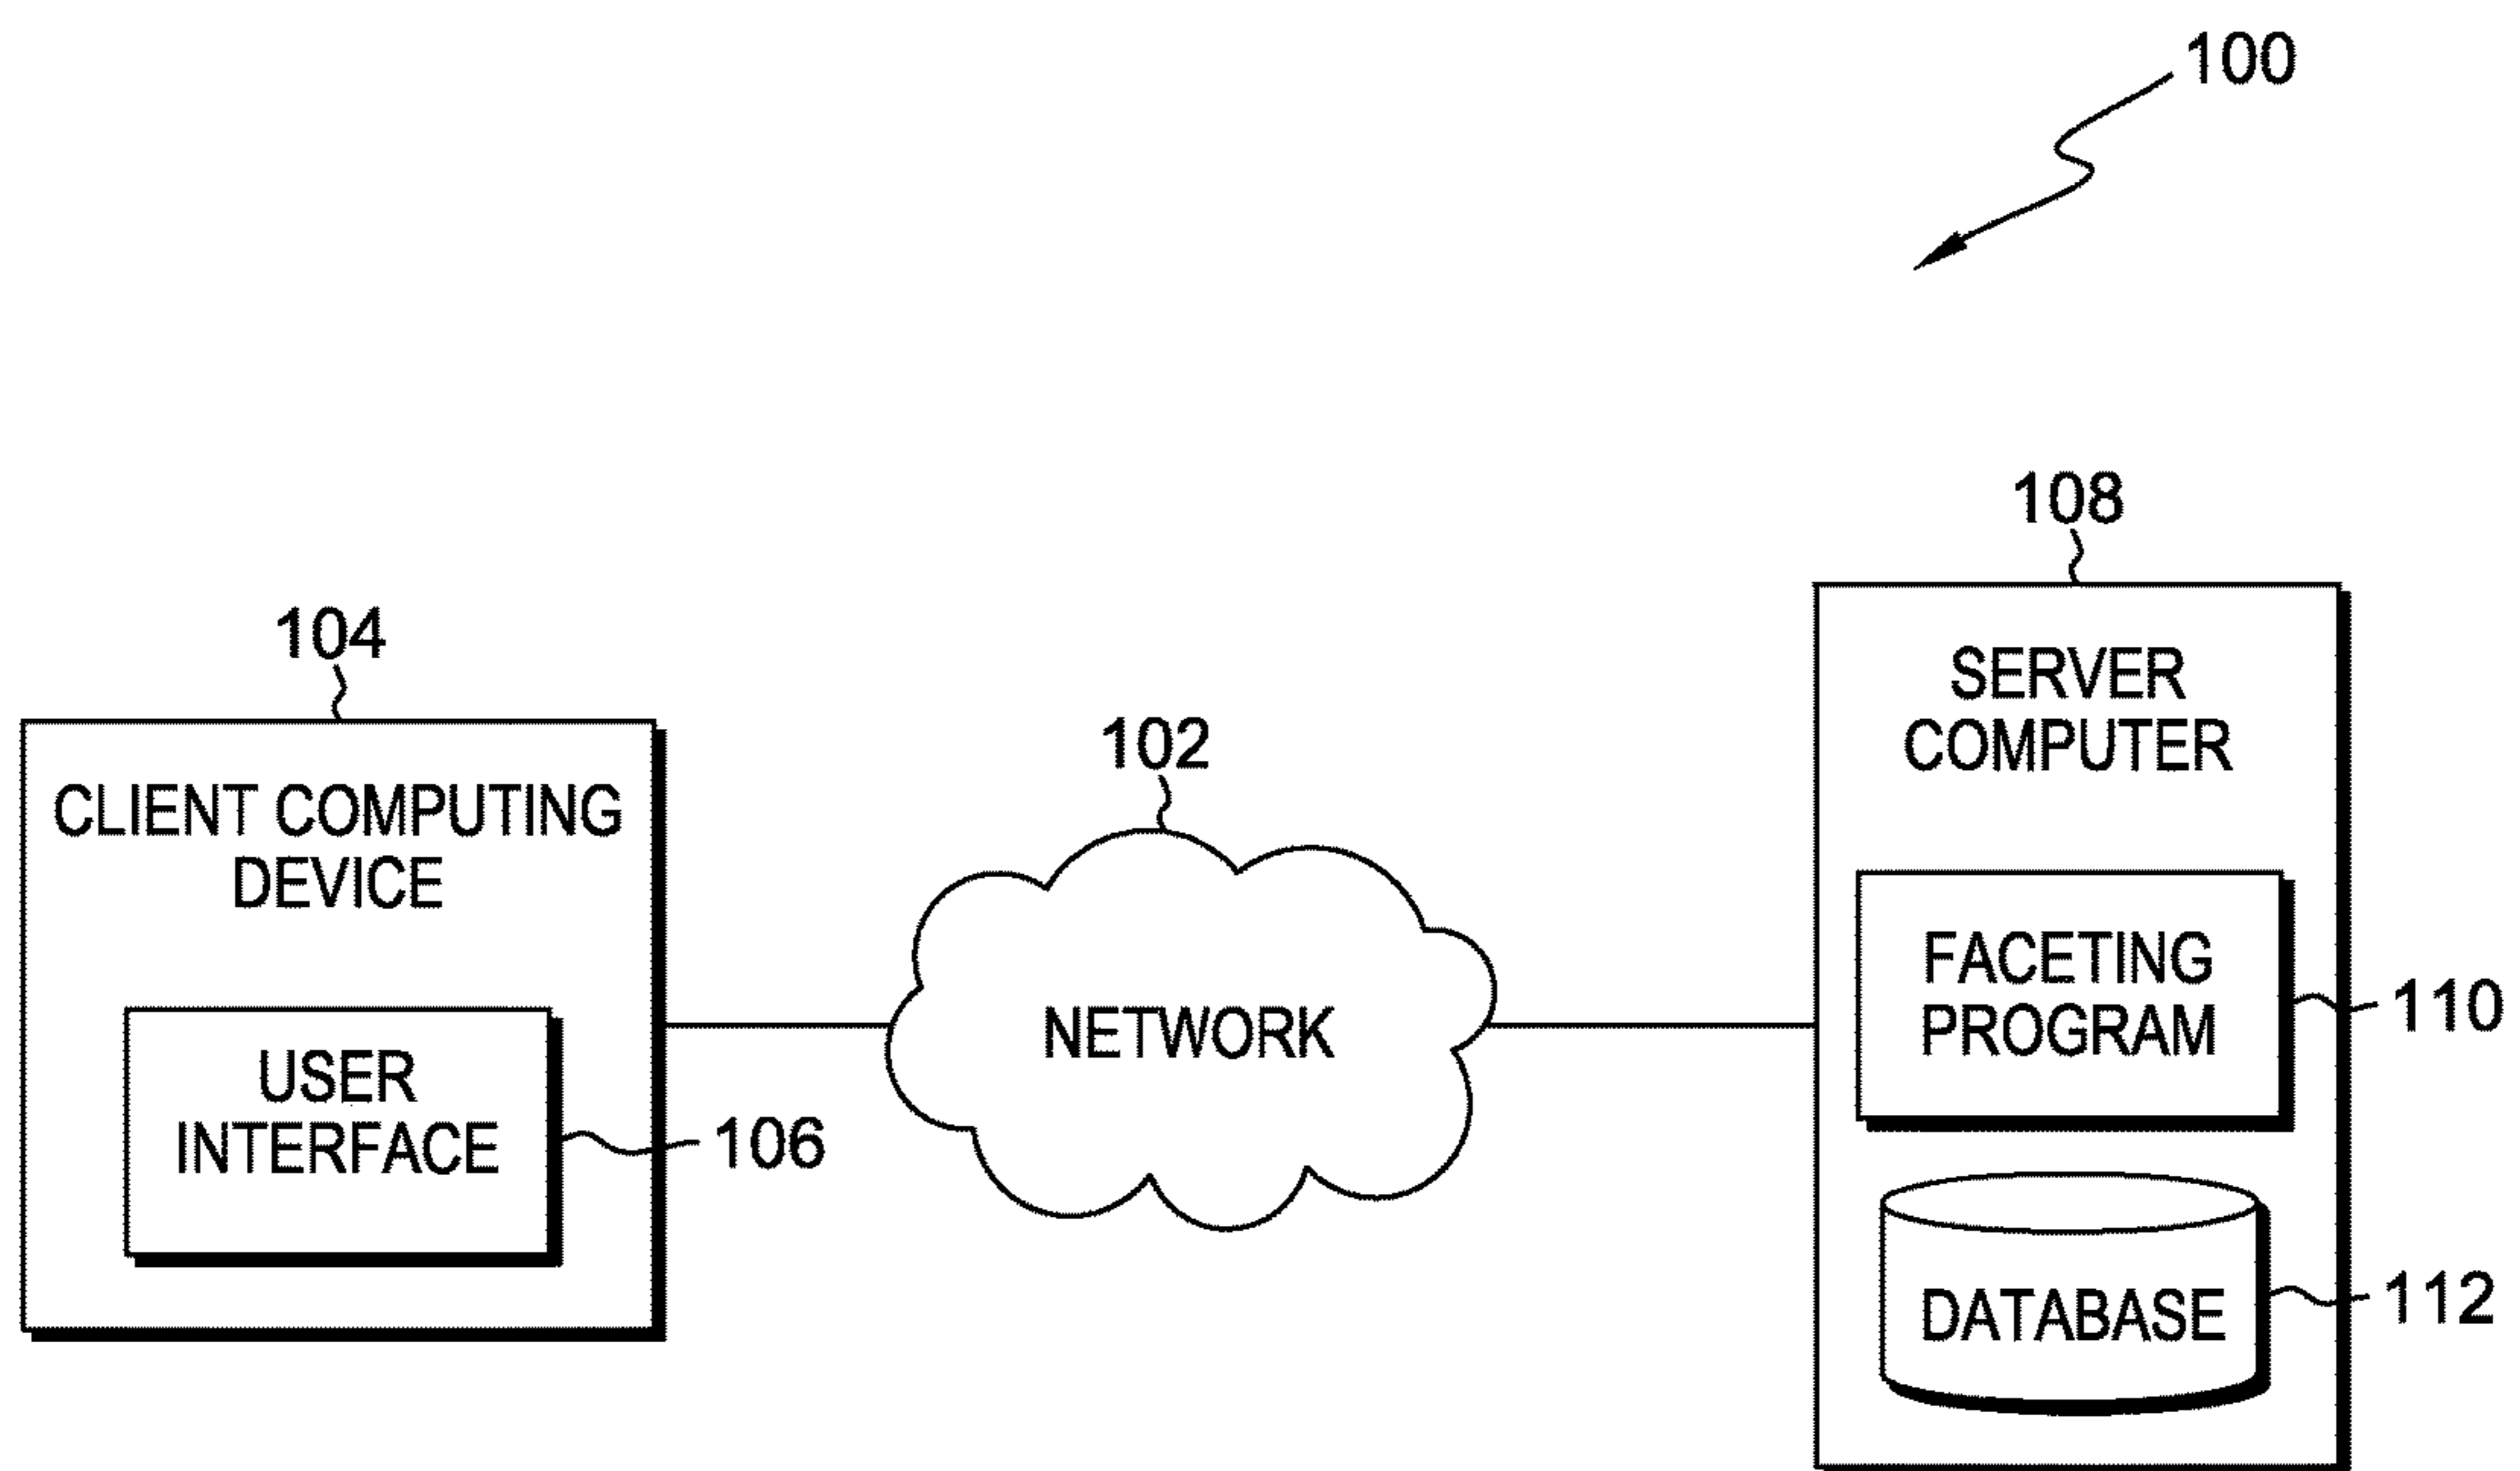 100
108
104
SERVER
COMPUTER
102
CLIENT COMPUTING
DEVICE
FACETING
PROGRAM
110
NETWORK
USER
INTERFACE
106
DATABASE
112